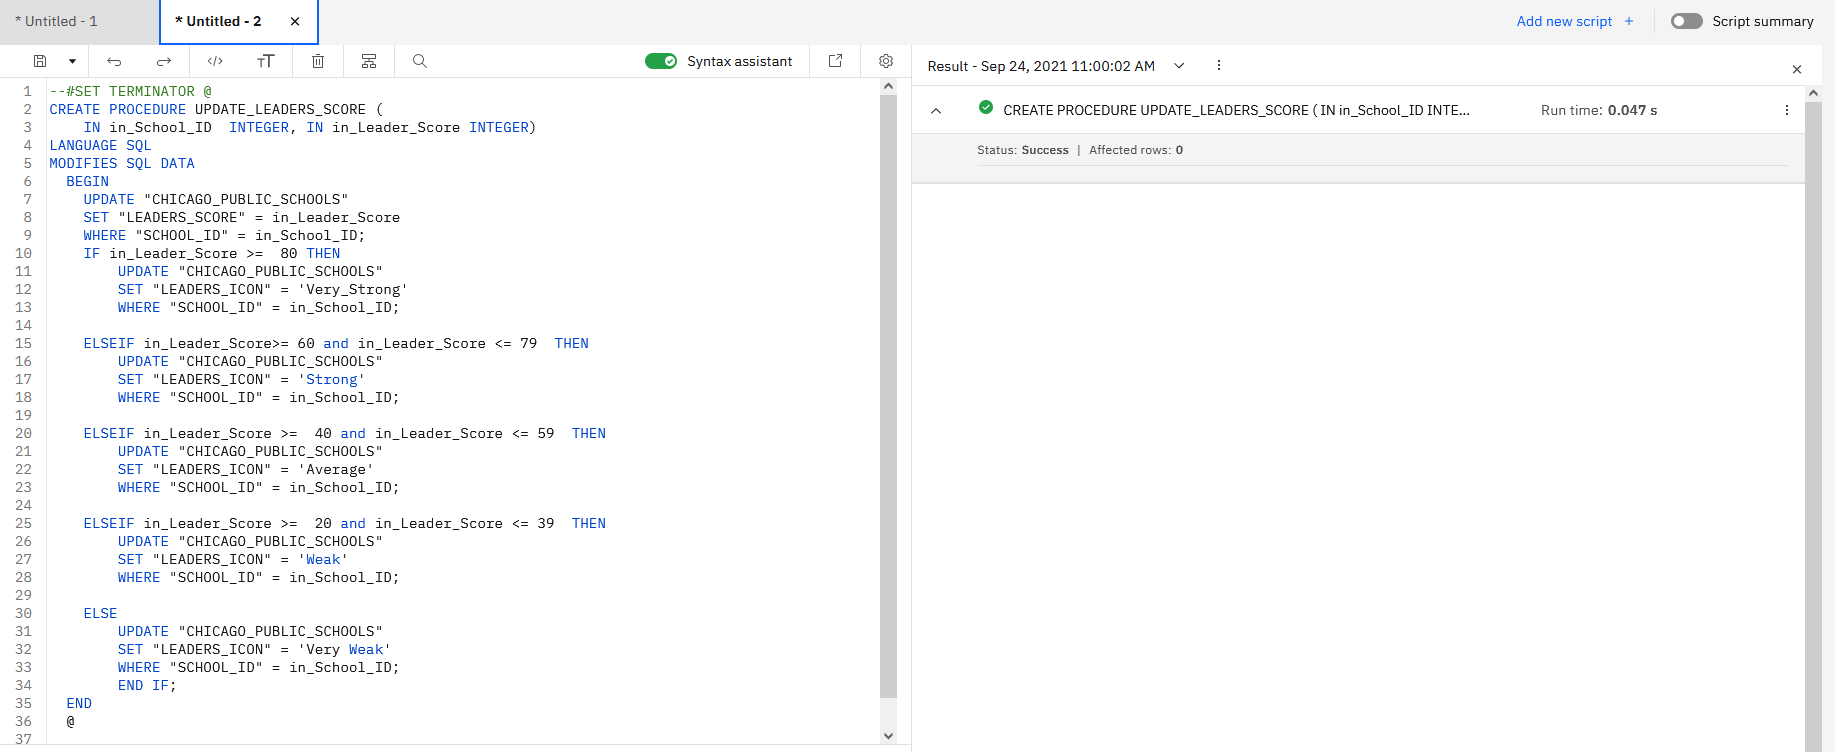 * Untitled - 1
* Untitled - 2 ×
Add new script +
Script summary
Syntax assistant
1 --#SET TERMINATOR @
2 CREATE PROCEDURE UPDATE_LEADERS_SCORE (
3     IN in_School_ID  INTEGER, IN in_Leader_Score INTEGER)
4 LANGUAGE SQL
5 MODIFIES SQL DATA
6   BEGIN
7     UPDATE "CHICAGO_PUBLIC_SCHOOLS"
8     SET "LEADERS_SCORE" = in_Leader_Score
9     WHERE "SCHOOL_ID" = in_School_ID;
10     IF in_Leader_Score >=  80 THEN
11         UPDATE "CHICAGO_PUBLIC_SCHOOLS"
12         SET "LEADERS_ICON" = 'Very_Strong'
13         WHERE "SCHOOL_ID" = in_School_ID;
14
15     ELSEIF in_Leader_Score>= 60 and in_Leader_Score <= 79  THEN
16         UPDATE "CHICAGO_PUBLIC_SCHOOLS"
17         SET "LEADERS_ICON" = 'Strong'
18         WHERE "SCHOOL_ID" = in_School_ID;
19
20     ELSEIF in_Leader_Score >=  40 and in_Leader_Score <= 59  THEN
21         UPDATE "CHICAGO_PUBLIC_SCHOOLS"
22         SET "LEADERS_ICON" = 'Average'
23         WHERE "SCHOOL_ID" = in_School_ID;
24
25     ELSEIF in_Leader_Score >=  20 and in_Leader_Score <= 39  THEN
26         UPDATE "CHICAGO_PUBLIC_SCHOOLS"
27         SET "LEADERS_ICON" = 'Weak'
28         WHERE "SCHOOL_ID" = in_School_ID;
29
30     ELSE
31         UPDATE "CHICAGO_PUBLIC_SCHOOLS"
32         SET "LEADERS_ICON" = 'Very Weak'
33         WHERE "SCHOOL_ID" = in_School_ID;
34         END IF;
35   END
36   @
37
Result - Sep 24, 2021 11:00:02 AM
CREATE PROCEDURE UPDATE_LEADERS_SCORE ( IN in_School_ID INTE... Run time: 0.047 s
Status: Success | Affected rows: 0